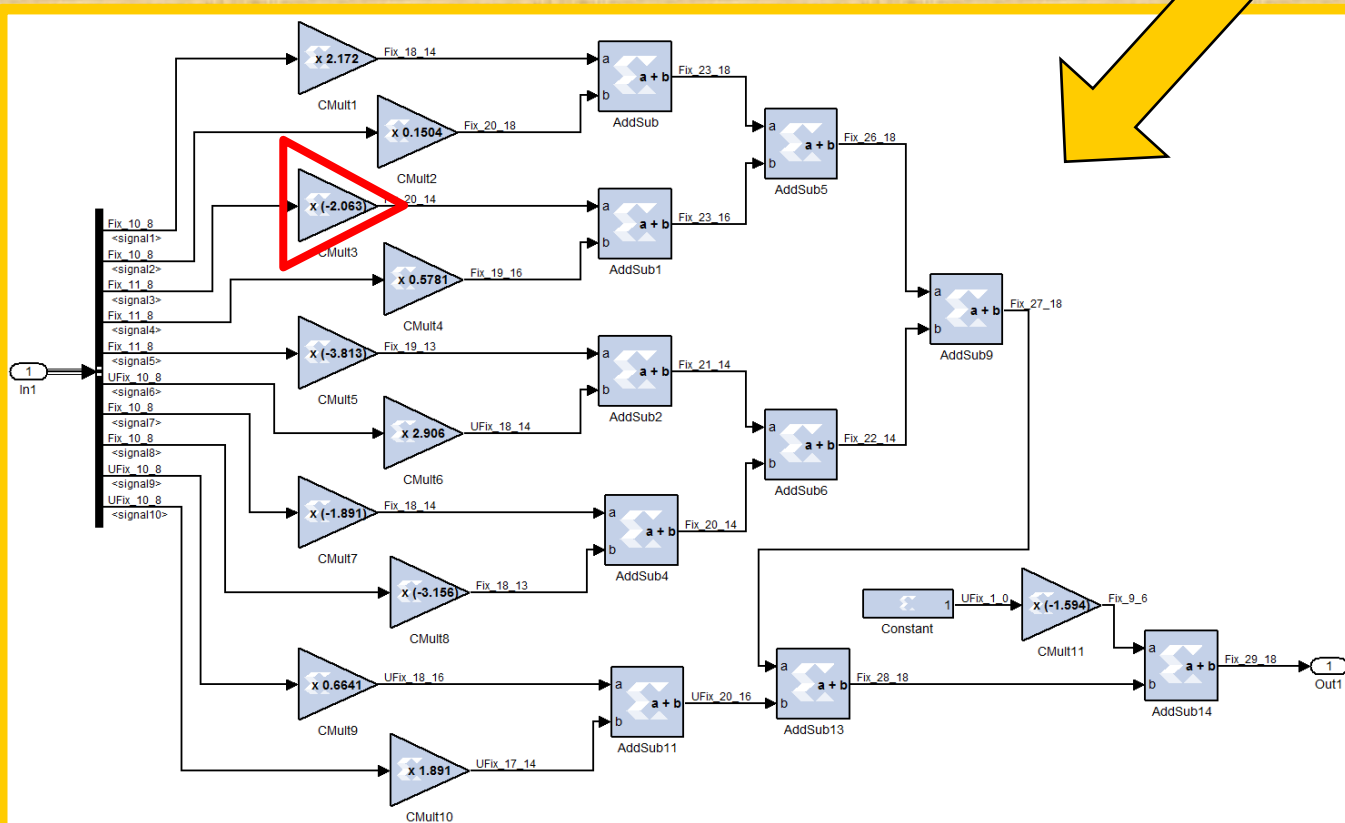 x 2.172
Fix_18_14
CMult1
a
b
a + b
Fix_23_18
AddSub
x 0.1504
Fix_20_18
CMult2
a
b
a + b
Fix_26_18
AddSub5
x (-2.063)
20_14
CMult3
a
b
a + b
Fix_23_16
AddSub1
Fix_10_8
<signal1>
Fix_10_8
<signal2>
Fix_11_8
<signal3>
Fix_11_8
<signal4>
Fix_11_8
<signal5>
UFix_10_8
<signal6>
Fix_10_8
<signal7>
Fix_10_8
<signal8>
UFix_10_8
<signal9>
UFix_10_8
<signal10>
1
In1
x 0.5781
Fix_19_16
CMult4
a
b
a + b
Fix_27_18
AddSub9
x (-3.813)
Fix_19_13
CMult5
a
b
a + b
Fix_21_14
AddSub2
x 2.906
UFix_18_14
CMult6
a
b
a + b
Fix_22_14
AddSub6
x (-1.891)
Fix_18_14
CMult7
a
b
a + b
Fix_20_14
AddSub4
x (-3.156)
Fix_18_13
CMult8
1
UFix_1_0
Constant
x (-1.594)
Fix_9_6
CMult11
x 0.6641
UFix_18_16
CMult9
a
b
a + b
UFix_20_16
AddSub11
a
b
a + b
Fix_28_18
AddSub13
a
b
a + b
Fix_29_18
AddSub14
1
Out1
x 1.891
UFix_17_14
CMult10